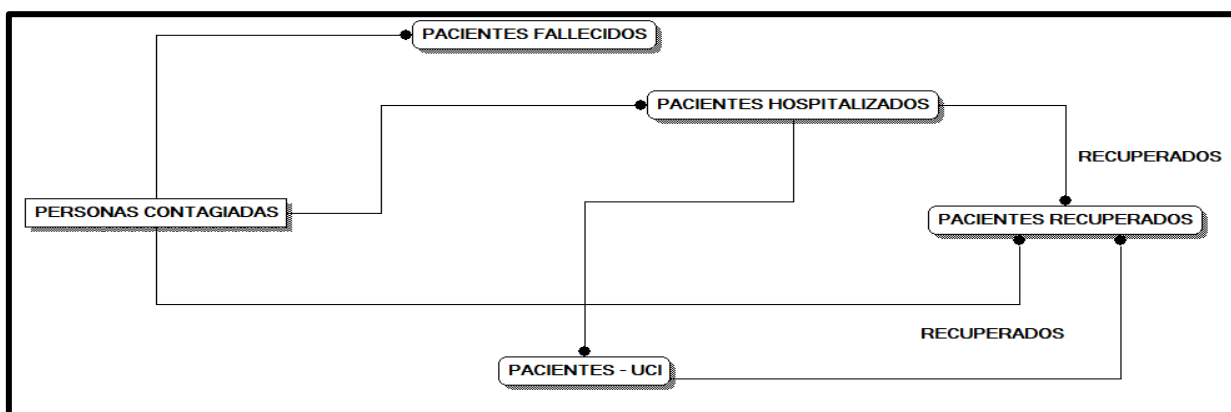 PACIENTES FALLECIDOS
PACIENTES HOSPITALIZADOS
RECUPERADOS
PERSONAS CONTAGIADAS
PACIENTES RECUPERADOS
RECUPERADOS
PACIENTES - UCI